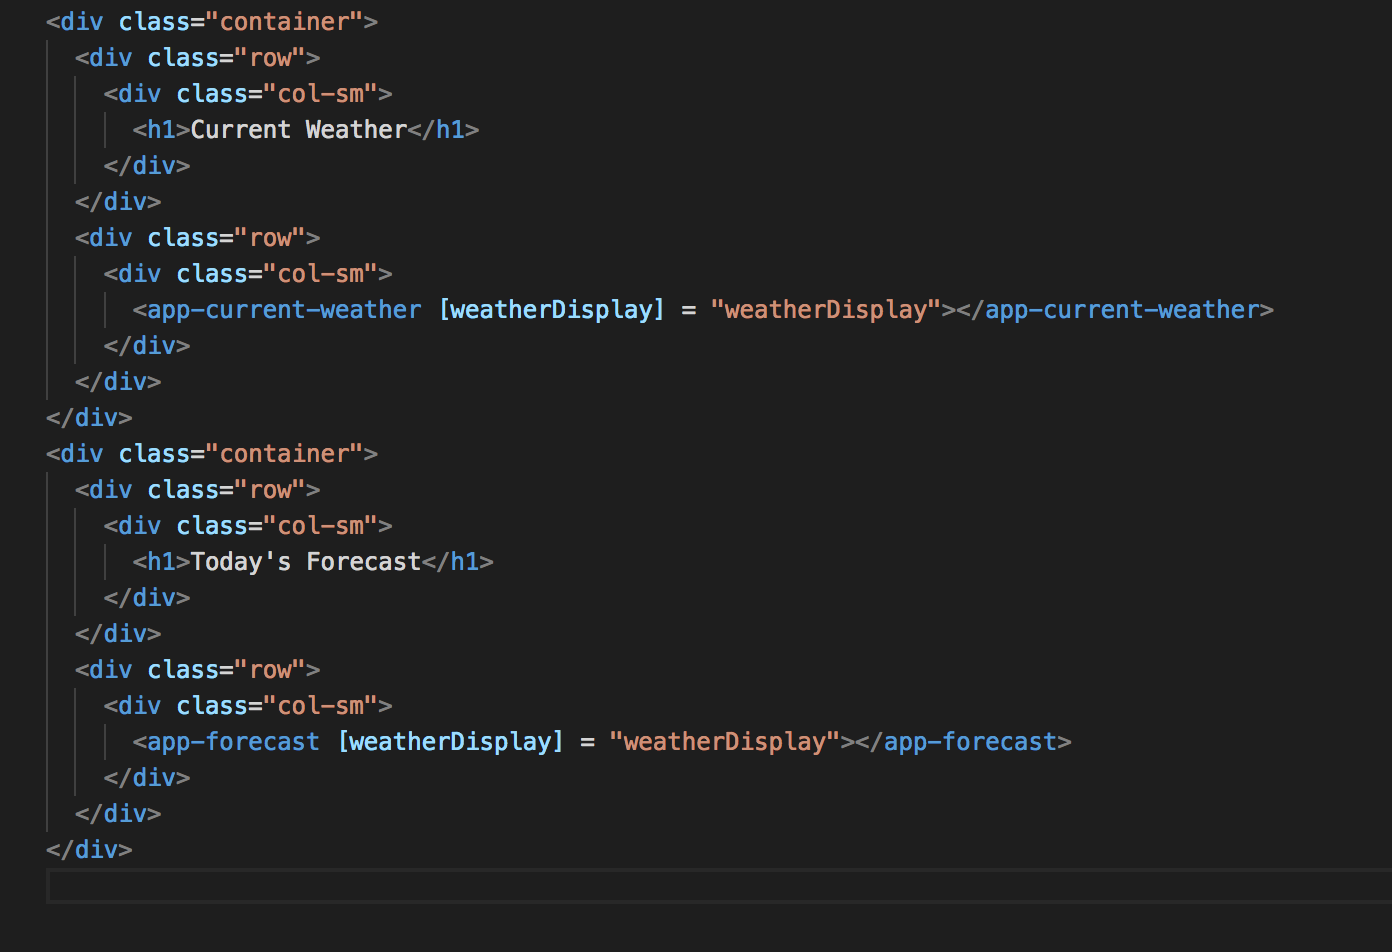 <div class="container">
  <div class="row">
    <div class="col-sm">
      <h1>Current Weather</h1>
    </div>
  </div>
  <div class="row">
    <div class="col-sm">
      <app-current-weather [weatherDisplay] = "weatherDisplay"></app-current-weather>
    </div>
  </div>
</div>
<div class="container">
  <div class="row">
    <div class="col-sm">
      <h1>Today's Forecast</h1>
    </div>
  </div>
  <div class="row">
    <div class="col-sm">
      <app-forecast [weatherDisplay] = "weatherDisplay"></app-forecast>
    </div>
  </div>
</div>